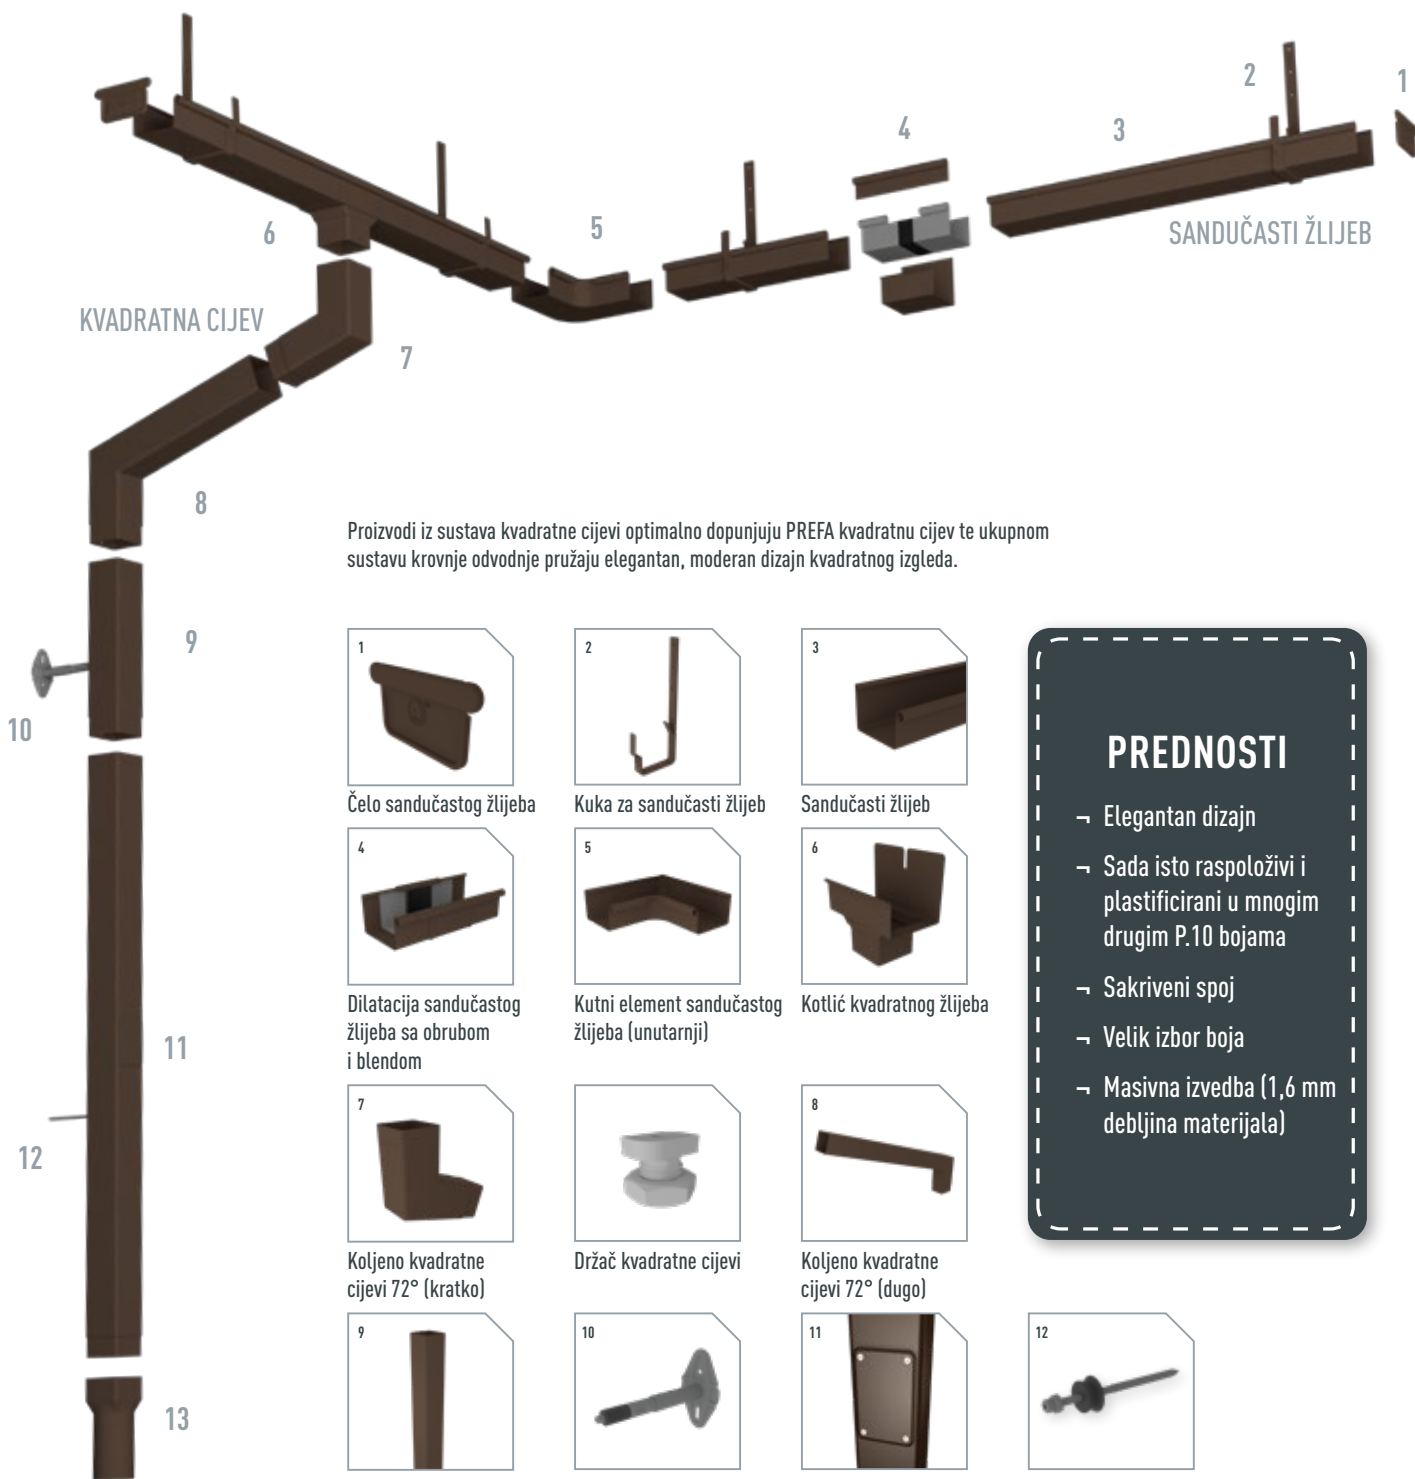 2
1
4
3
6
5
SANDUČASTI ŽLIJEB
KVADRATNA CIJEV
7
8
Proizvodi iz sustava kvadratne cijevi optimalno dopunjuju PREFA kvadratnu cijev te ukupnom
sustavu krovnje odvodnje pružaju elegantan, moderan dizajn kvadratnog izgleda.
9
10
11
12
13
1
Čelo sandučastog žlijeba
2
Kuka za sandučasti žlijeb
3
Sandučasti žlijeb
4
Dilatacija sandučastog
žlijeba sa obrubom
i blendom
5
Kutni element sandučastog
žlijeba (unutarnji)
6
Kotlić kvadratnog žlijeba
7
Koljeno kvadratne
cijevi 72° (kratko)
Držač kvadratne cijevi
8
Koljeno kvadratne
cijevi 72° (dugo)
9
10
11
12
PREDNOSTI
¬ Elegantan dizajn
¬ Sada isto raspoloživi i
plastificirani u mnogim
drugim P.10 bojama
¬ Sakriveni spoj
¬ Velik izbor boja
¬ Masivna izvedba (1,6 mm
debljina materijala)